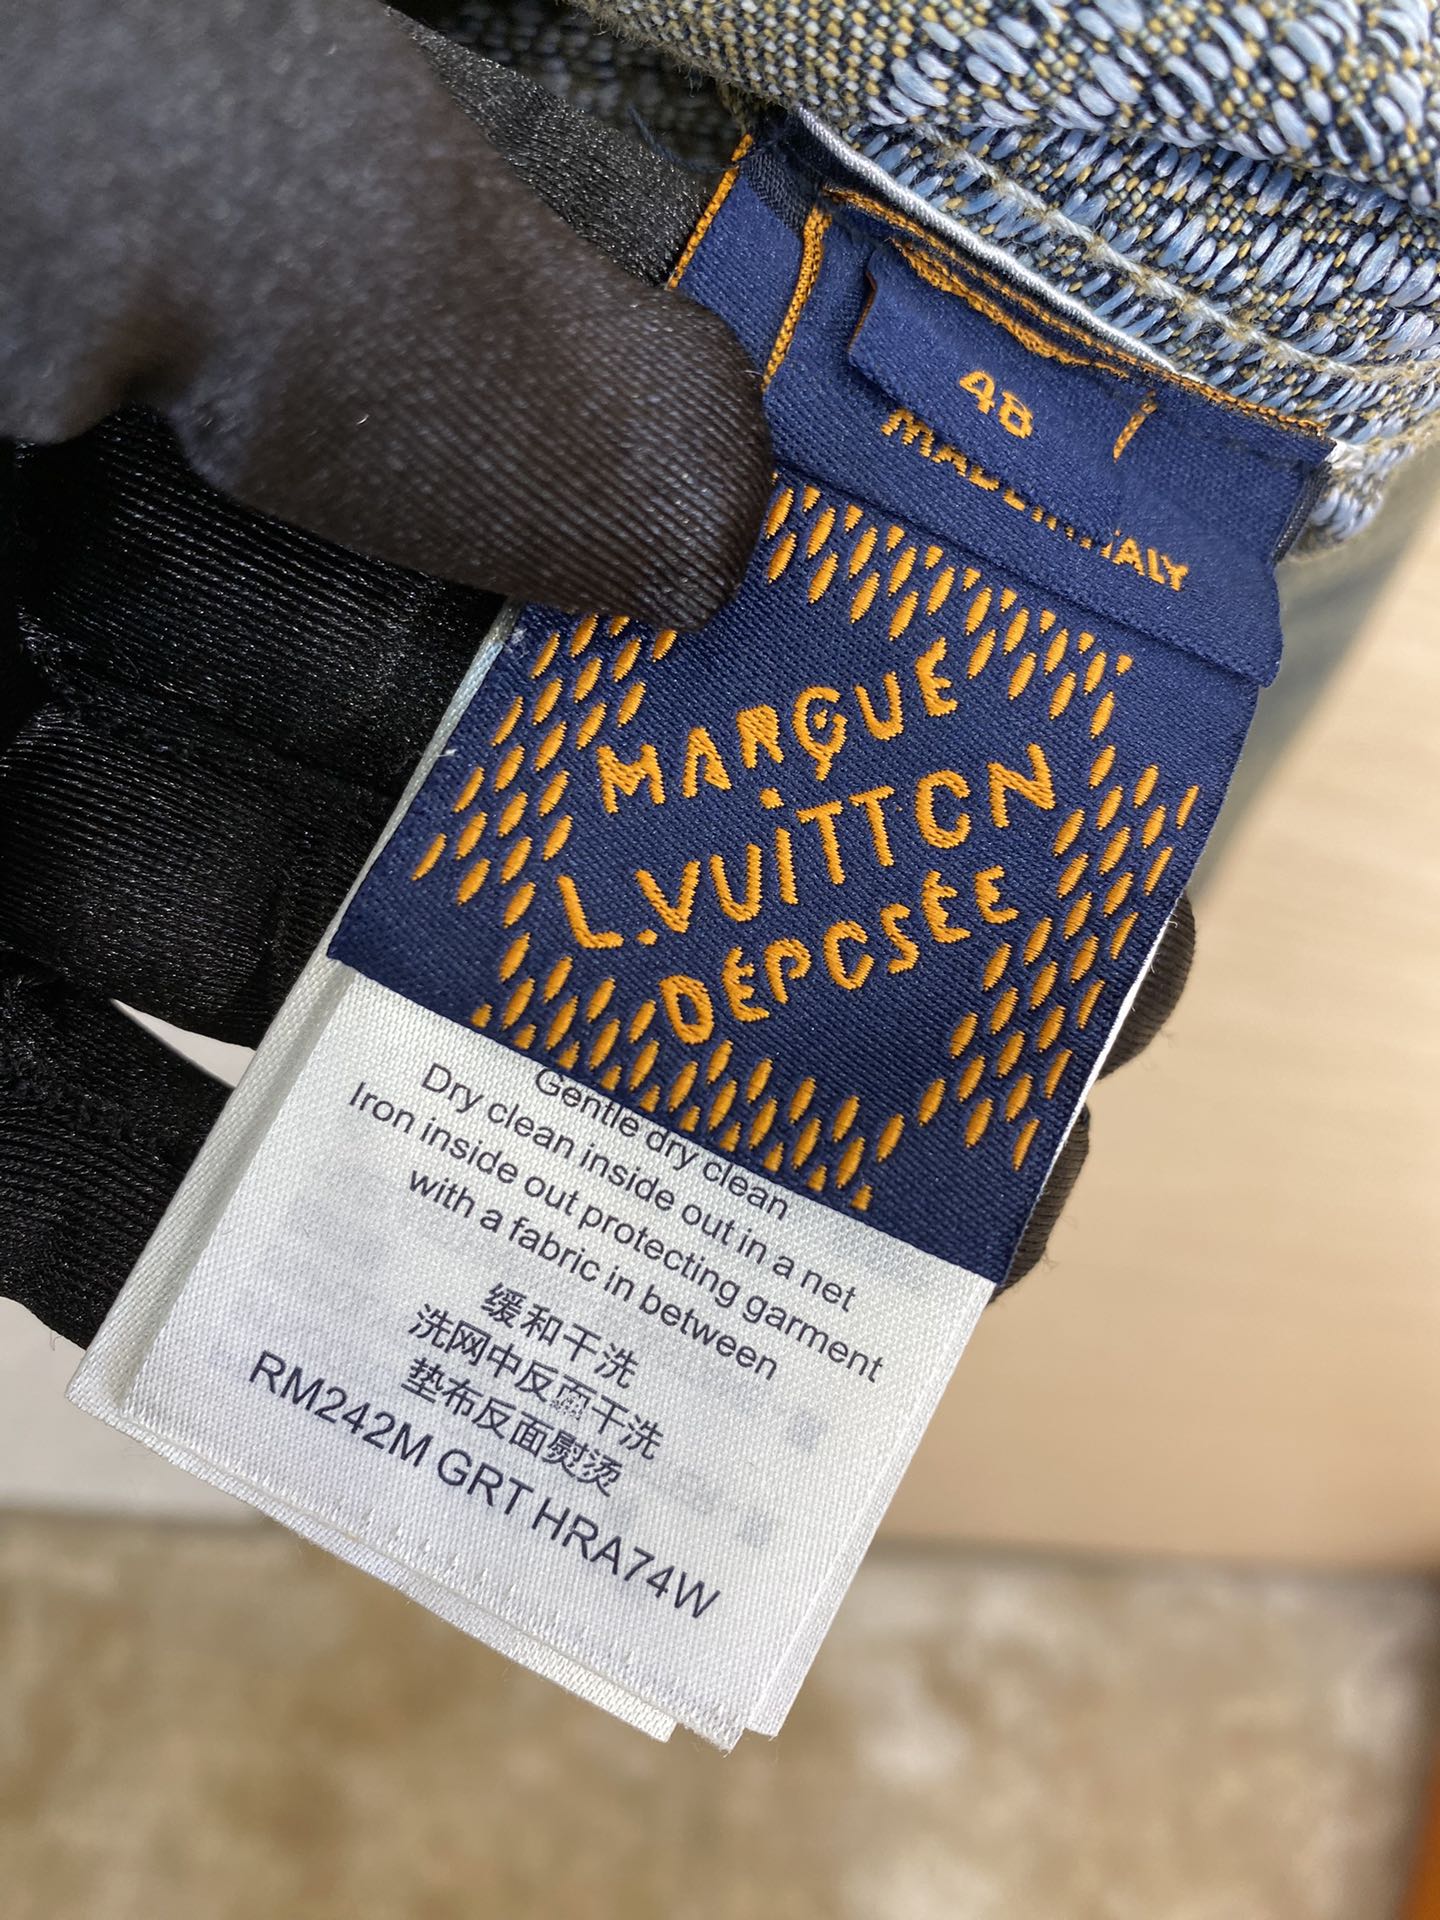 48
MADE IN ITALY
MARQUE
L.VUITTON
DÉPOSÉE
Gentle dry clean
Dry clean inside out in a net
Iron inside out protecting garment
with a fabric in between
缓和干洗
洗网中反面干洗
垫布反面熨烫
RM242M GRT HRA74W